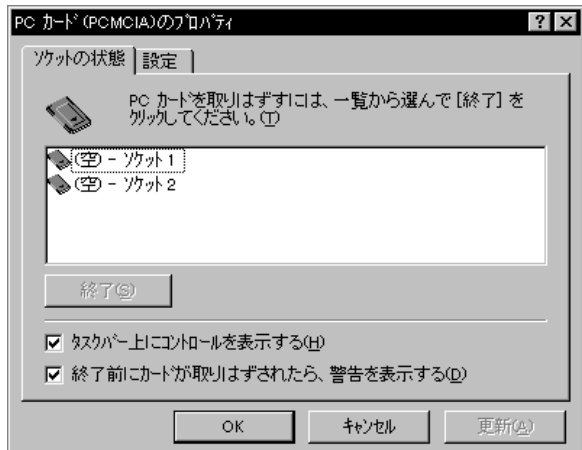 PC ｶｰﾄﾞ(PCMCIA)のﾌﾟﾛﾊﾟﾃｨ
ｿｹｯﾄの状態
設定
PC ｶｰﾄﾞを取りはずすには、一覧から選んで [終了] を
ｸﾘｯｸしてください。(T)
(空) - ｿｹｯﾄ 1
(空) - ｿｹｯﾄ 2
終了(S)
ﾀｽｸﾊﾞｰ上にｺﾝﾄﾛｰﾙを表示する(H)
終了前にｶｰﾄﾞが取りはずされたら、警告を表示する(D)
OK
ｷｬﾝｾﾙ
更新(A)